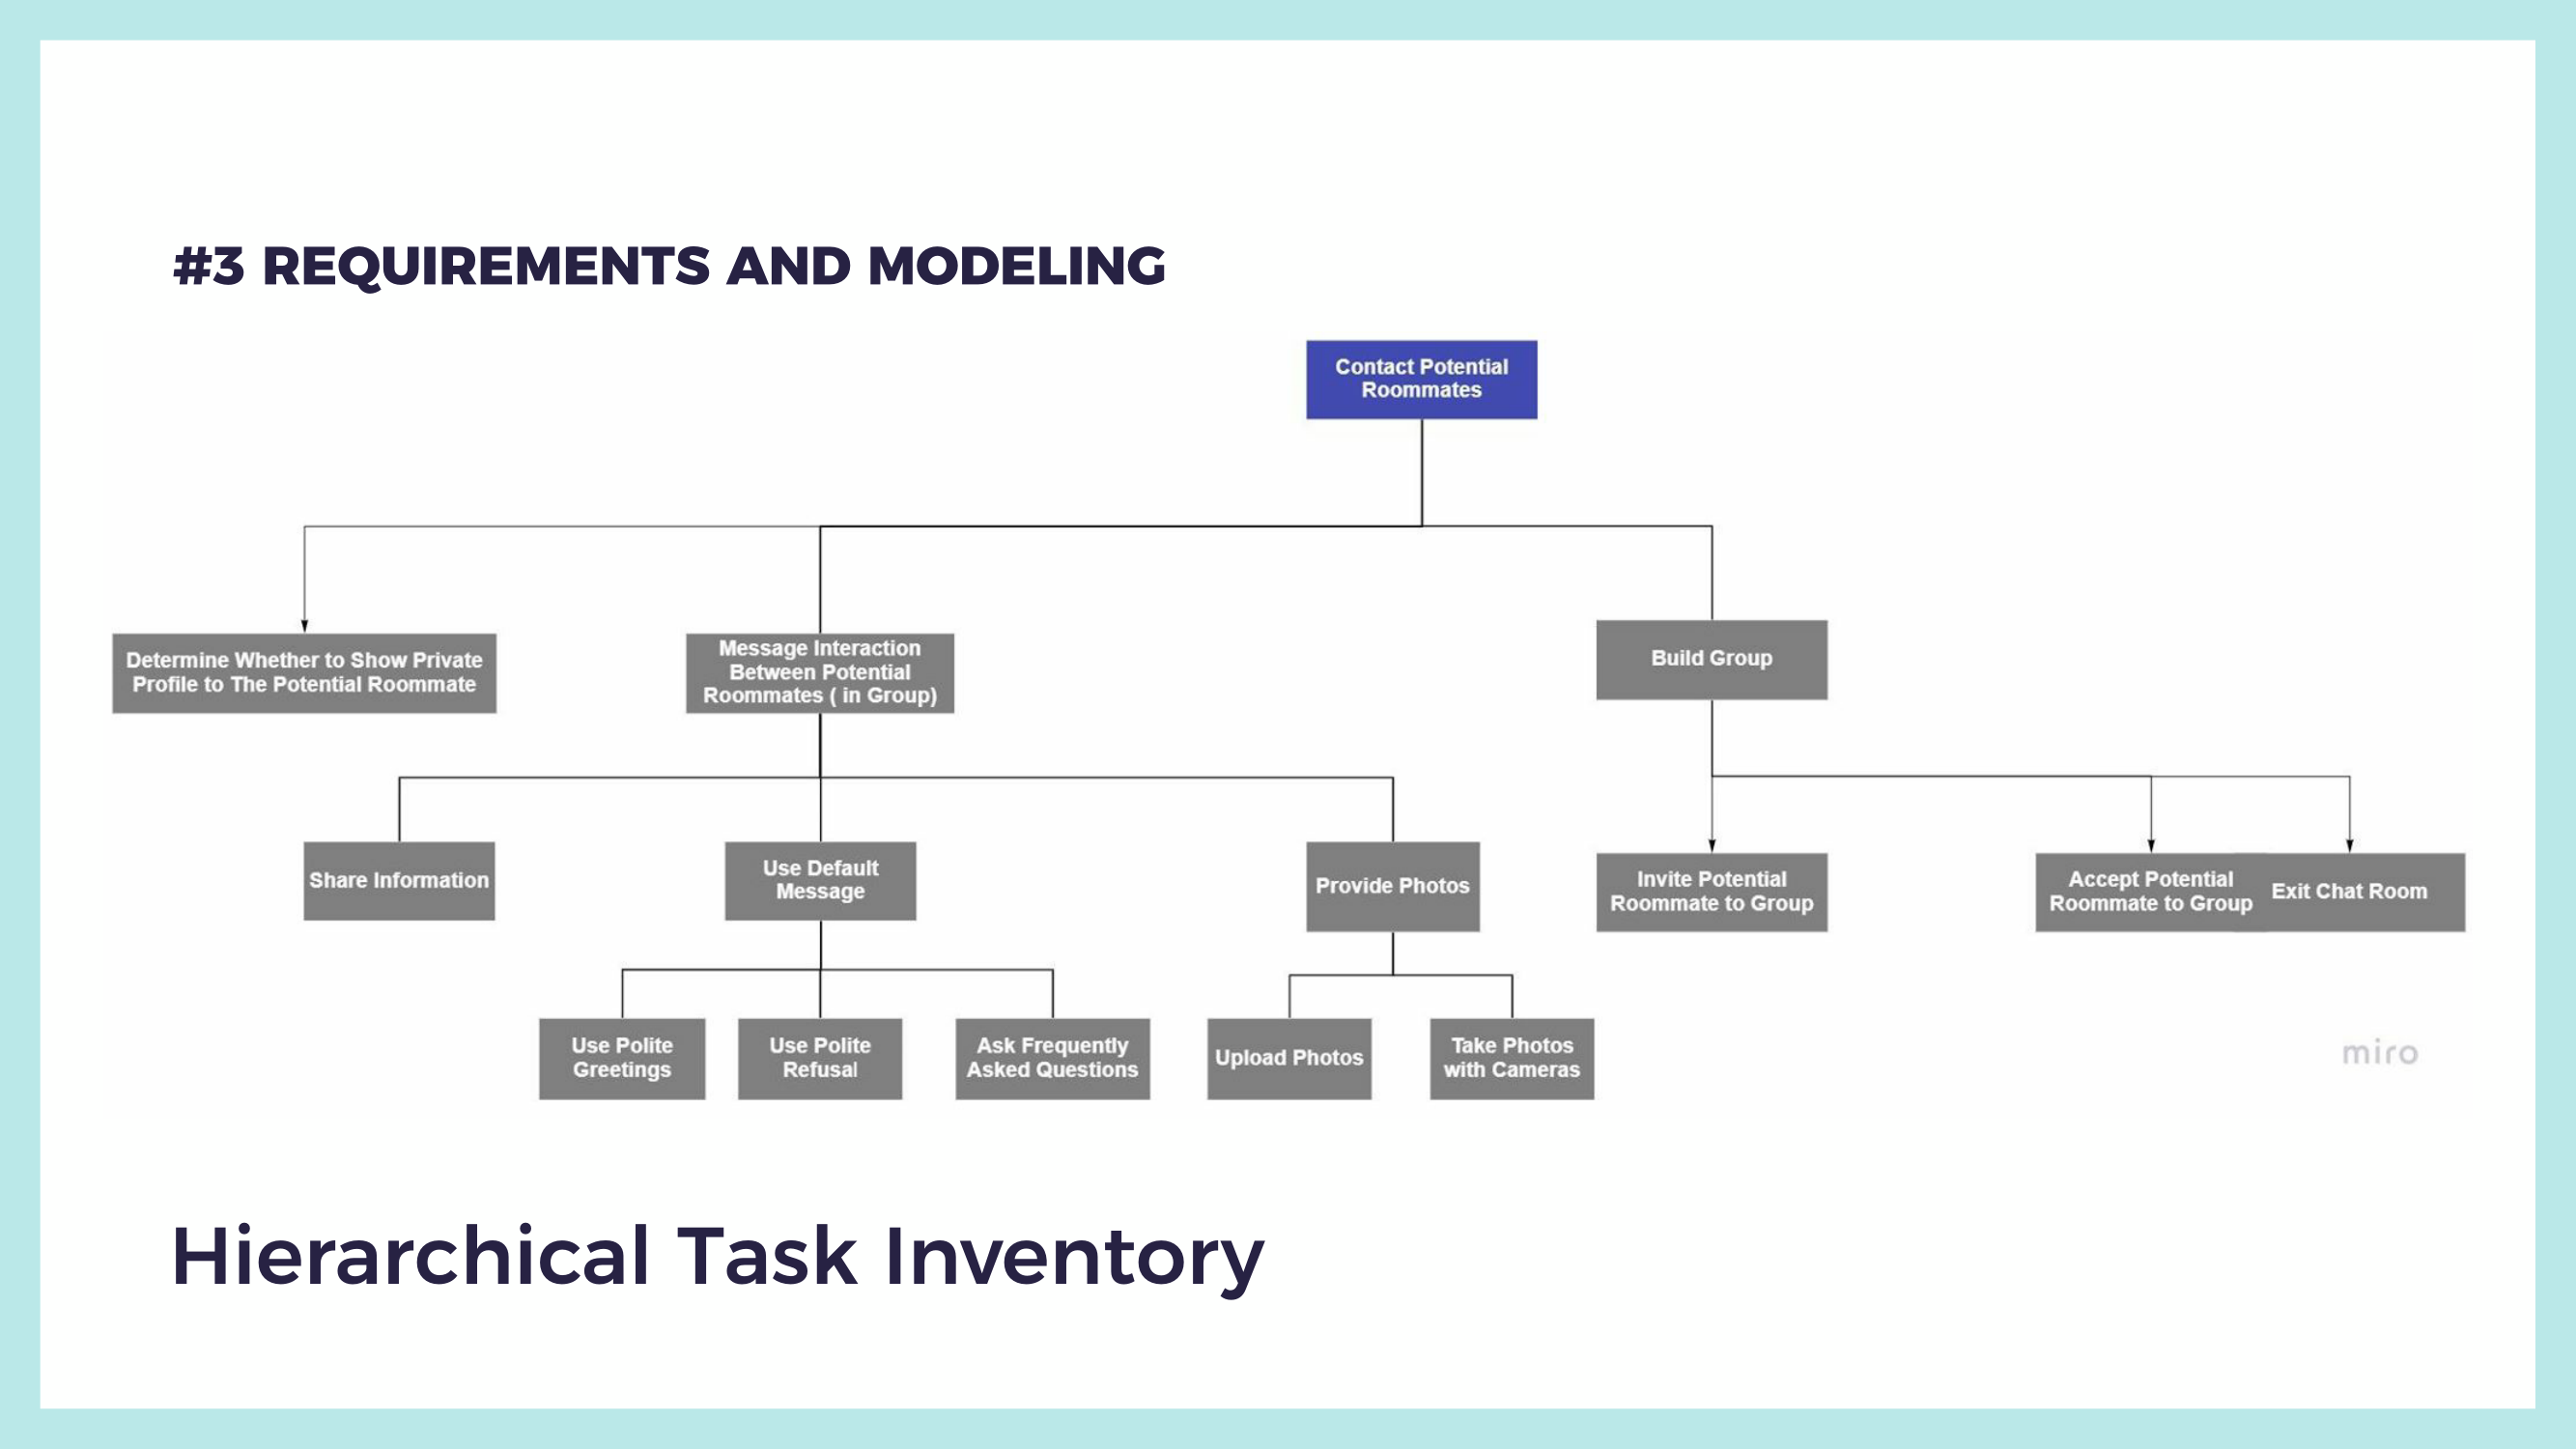 #3 REQUIREMENTS AND MODELING
Contact Potential
Roommates
Determine Whether to Show Private
Profile to The Potential Roommate
Message Interaction
Between Potential
Roommates ( in Group)
Build Group
Share Information
Use Default
Message
Provide Photos
Invite Potential
Roommate to Group
Accept Potential
Roommate to Group
Exit Chat Room
Use Polite
Greetings
Use Polite
Refusal
Ask Frequently
Asked Questions
Upload Photos
Take Photos
with Cameras
miro
Hierarchical Task Inventory